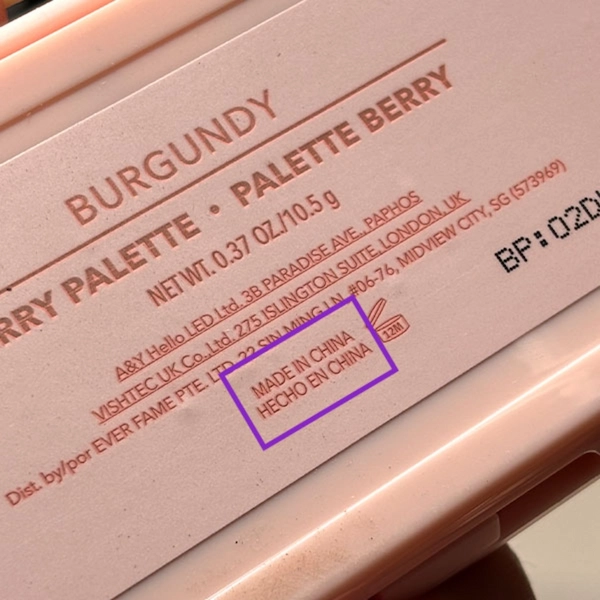 BURGUNDY
RRY PALETTE • PALETTE BERRY
NET WT. 0.37 OZ./10.5 g
A&Y Hello LED Ltd. 3B PARADISE AVE., PAPHOS
VISHTEC UK Co., Ltd. 275 ISLINGTON SUITE, LONDON, UK
Dist. by/por EVER FAME PTE. LTD. 22 SIN MING LN, #06-76, MIDVIEW CITY, SG (573969)
MADE IN CHINA
HECHO EN CHINA
12M
BP:02D